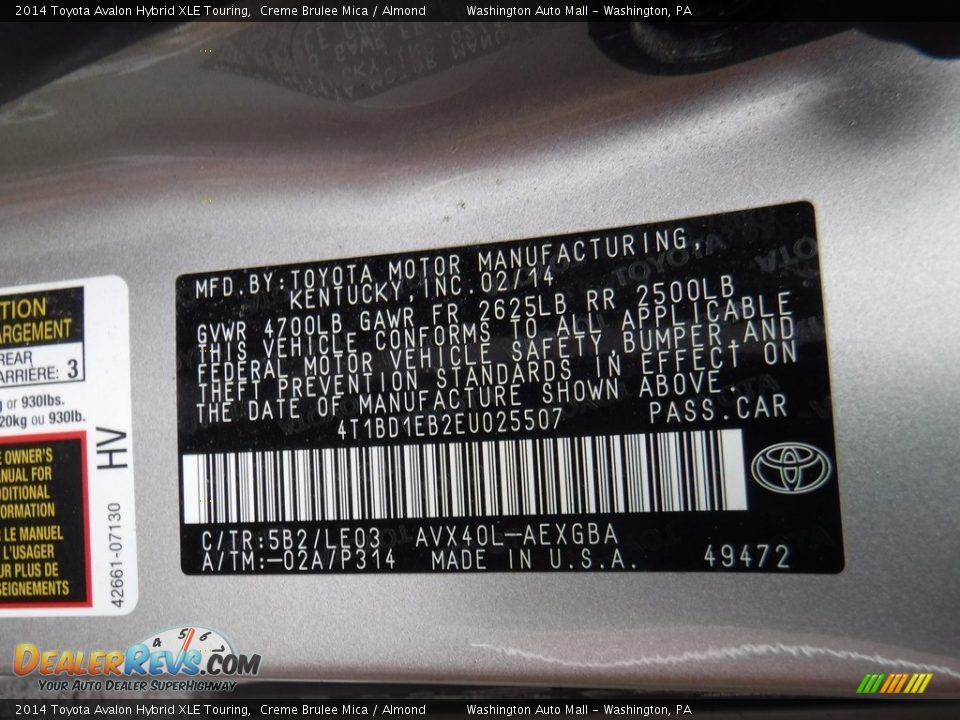 2014 Toyota Avalon Hybrid XLE Touring, Creme Brulee Mica / Almond Washington Auto Mall - Washington, PA
MFD.BY:TOYOTA MOTOR MANUFACTURING,
KENTUCKY,INC.02/14
GVWR 4700LB GAWR FR 2625LB RR 2500LB
THIS VEHICLE CONFORMS TO ALL APPLICABLE
FEDERAL MOTOR VEHICLE SAFETY,BUMPER,AND
THEFT PREVENTION STANDARDS IN EFFECT ON
THE DATE OF MANUFACTURE SHOWN ABOVE.
4T1BD1EB2EU025507 PASS.CAR
C/TR:5B2/LE03 AVX40L-AEXGBA
A/TM:-02A/P314 MADE IN U.S.A. 49472
TION
ARGEMENT
REAR
ARRIÈRE: 3
g or 930lbs.
20kg ou 930lb.
HV
E OWNER'S
ANUAL FOR
DDITIONAL
ORMATION
LE MANUEL
L'USAGER
UR PLUS DE
SEIGNEMENTS
42661-07130
4 5 6
DEALERREVS.COM
YOUR AUTO DEALER SUPERHIGHWAY
2014 Toyota Avalon Hybrid XLE Touring, Creme Brulee Mica / Almond Washington Auto Mall - Washington, PA